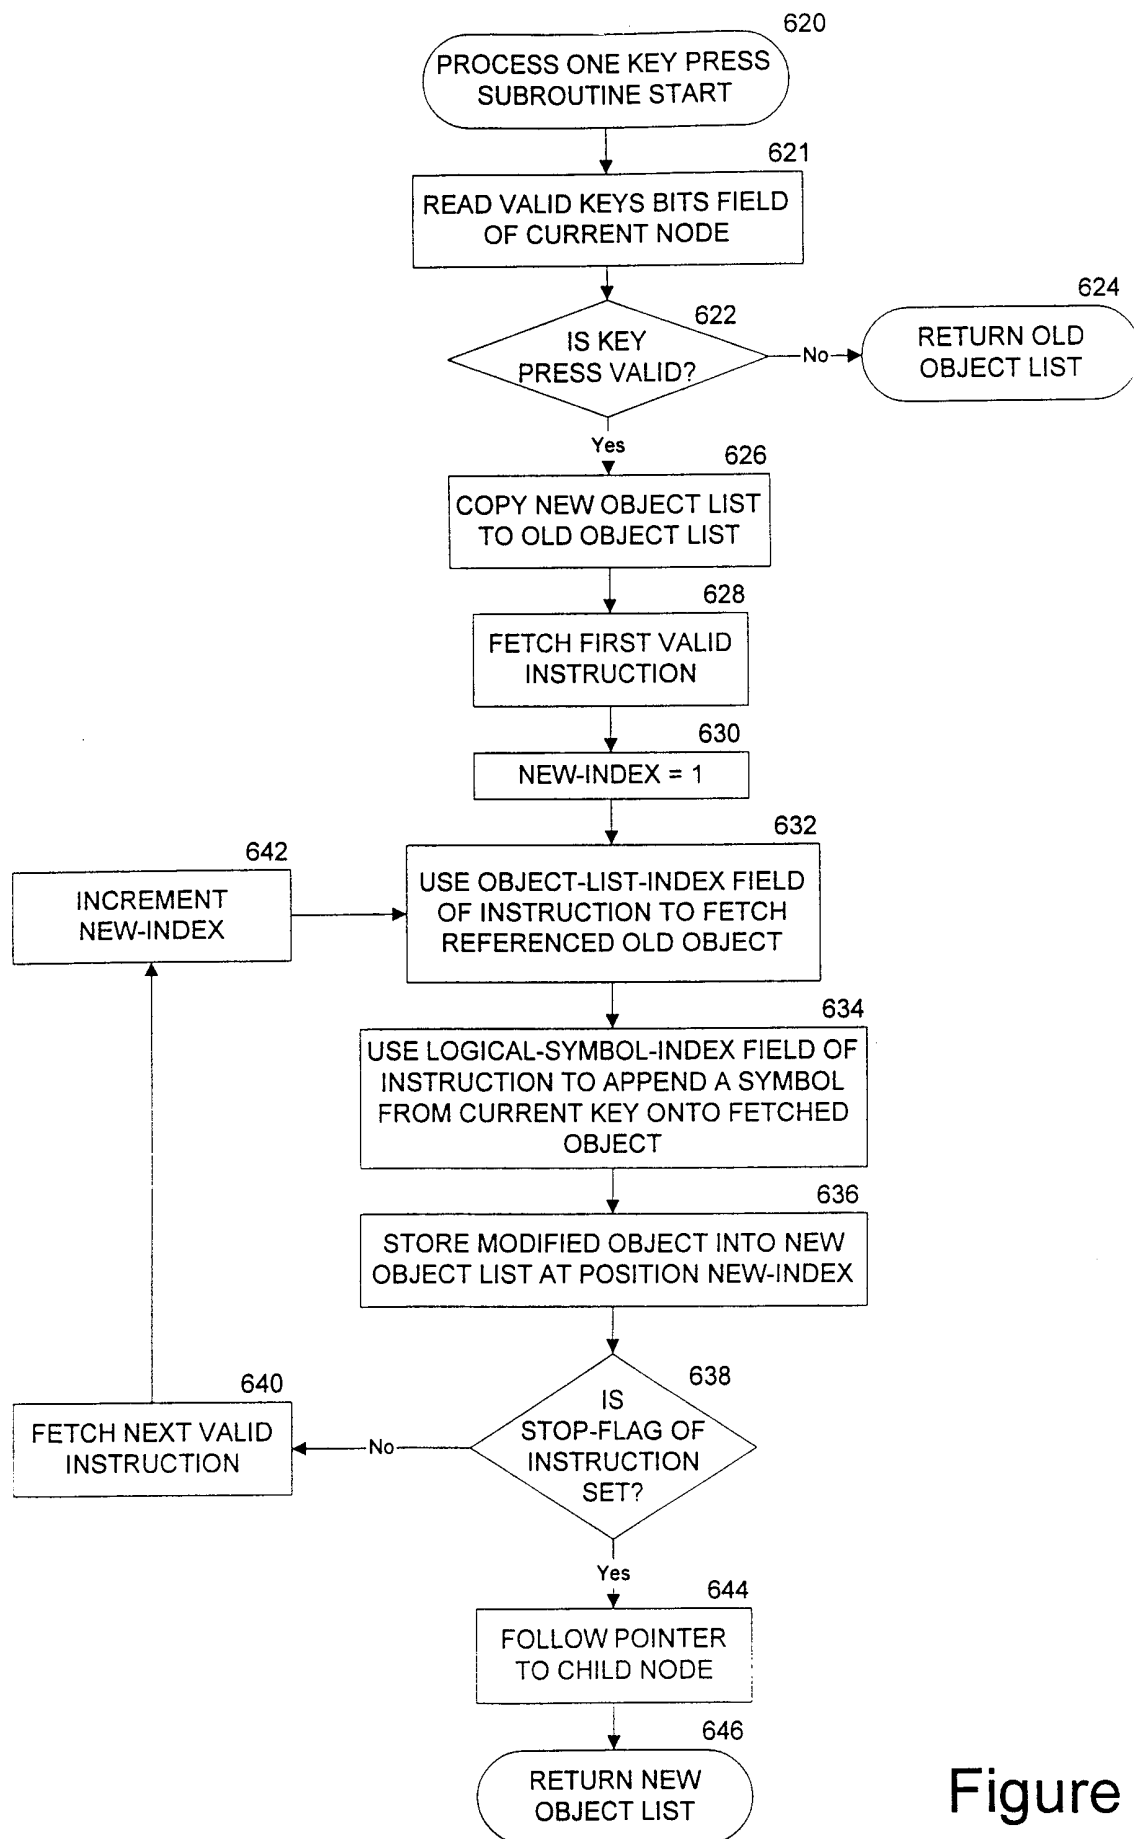 620
PROCESS ONE KEY PRESS
SUBROUTINE START
621
READ VALID KEYS BITS FIELD
OF CURRENT NODE
622
IS KEY
PRESS VALID?
No
624
RETURN OLD
OBJECT LIST
Yes
626
COPY NEW OBJECT LIST
TO OLD OBJECT LIST
628
FETCH FIRST VALID
INSTRUCTION
630
NEW-INDEX = 1
632
USE OBJECT-LIST-INDEX FIELD
OF INSTRUCTION TO FETCH
REFERENCED OLD OBJECT
642
INCREMENT
NEW-INDEX
634
USE LOGICAL-SYMBOL-INDEX FIELD OF
INSTRUCTION TO APPEND A SYMBOL
FROM CURRENT KEY ONTO FETCHED
OBJECT
636
STORE MODIFIED OBJECT INTO NEW
OBJECT LIST AT POSITION NEW-INDEX
638
IS
STOP-FLAG OF
INSTRUCTION
SET?
No
640
FETCH NEXT VALID
INSTRUCTION
Yes
644
FOLLOW POINTER
TO CHILD NODE
646
RETURN NEW
OBJECT LIST
Figure